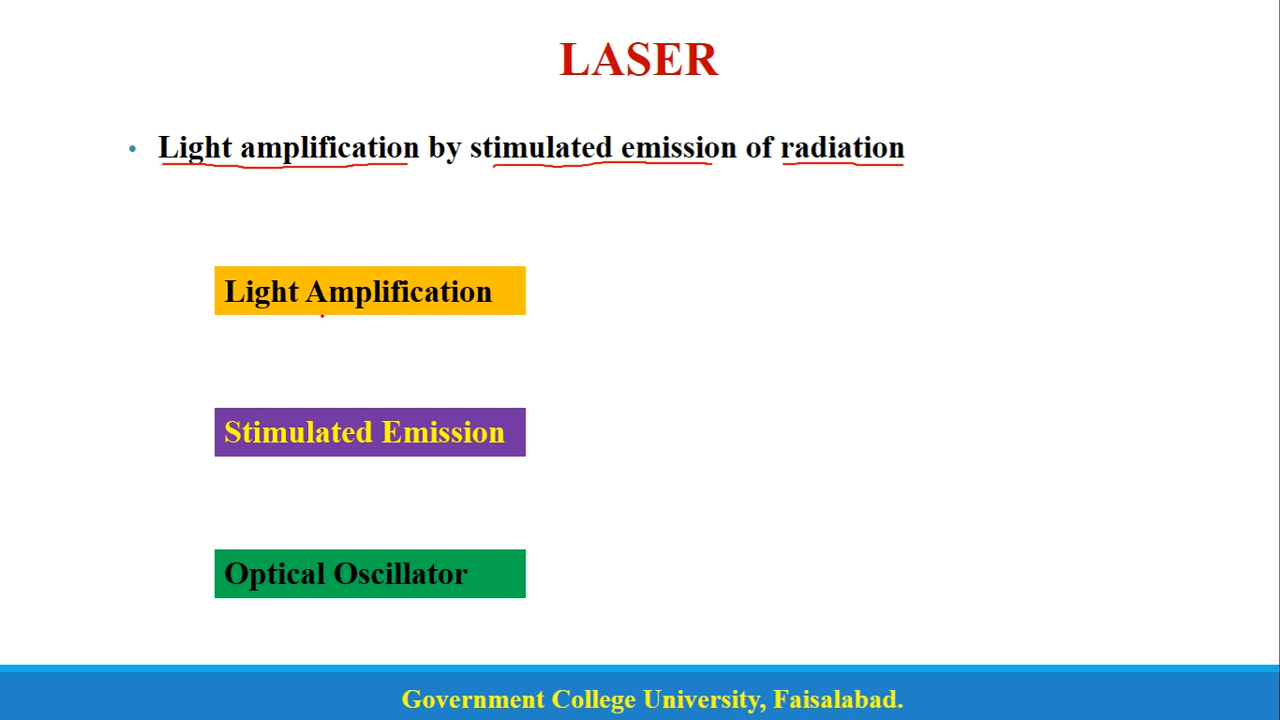 LASER
• Light amplification by stimulated emission of radiation
Light Amplification
Stimulated Emission
Optical Oscillator
Government College University, Faisalabad.